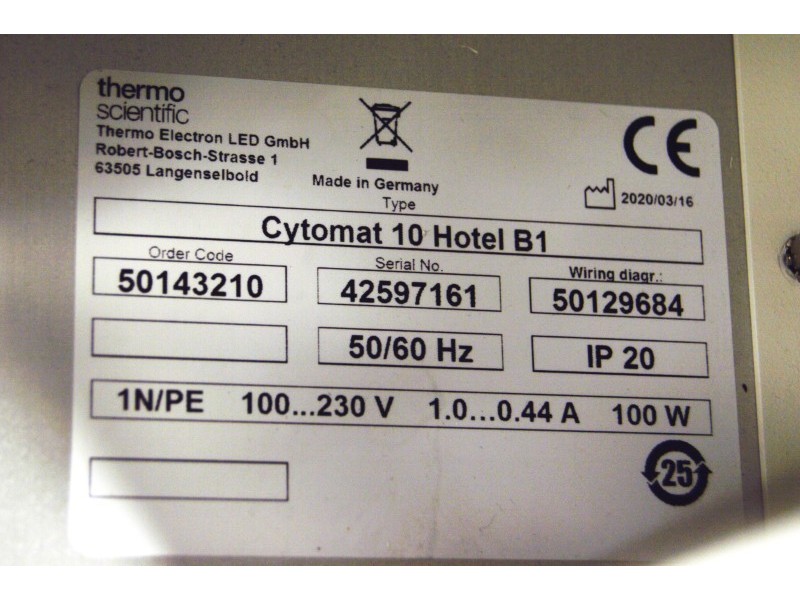 thermo
scientific
Thermo Electron LED GmbH
Robert-Bosch-Strasse 1
63505 Langenselbold
Made in Germany
CE
2020/03/16
Type
Cytomat 10 Hotel B1
Order Code
50143210
Serial No.
42597161
Wiring diagr.:
50129684
50/60 Hz
IP 20
1N/PE 100...230 V 1.0...0.44 A 100 W
25